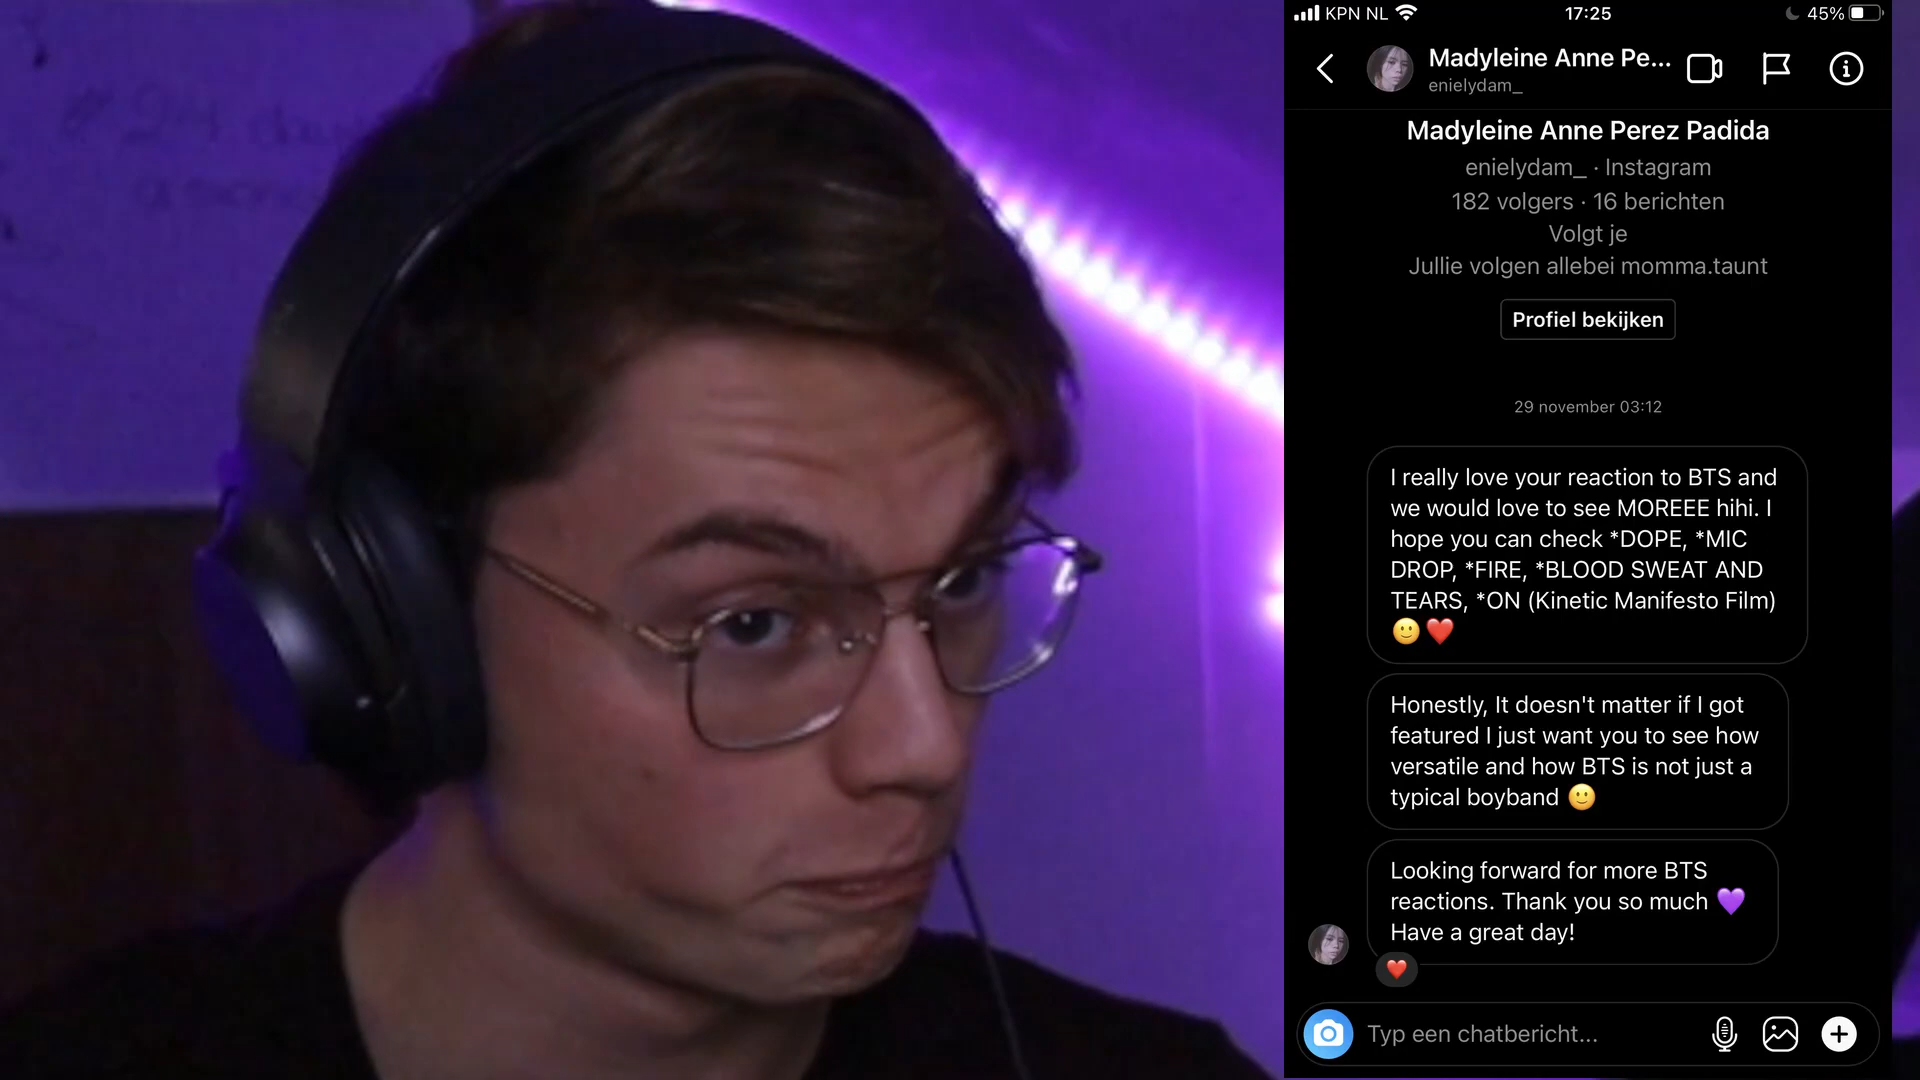 KPN NL
17:25
45%
Madyleine Anne Pe...
enielydam_
Madyleine Anne Perez Padida
enielydam_ · Instagram
182 volgers · 16 berichten
Volgt je
Jullie volgen allebei momma.taunt
Profiel bekijken
29 november 03:12
I really love your reaction to BTS and
we would love to see MOREEE hihi. I
hope you can check *DOPE, *MIC
DROP, *FIRE, *BLOOD SWEAT AND
TEARS, *ON (Kinetic Manifesto Film)
🙂❤️
Honestly, It doesn't matter if I got
featured I just want you to see how
versatile and how BTS is not just a
typical boyband 🙂
Looking forward for more BTS
reactions. Thank you so much 💜
Have a great day!
❤️
Typ een chatbericht...